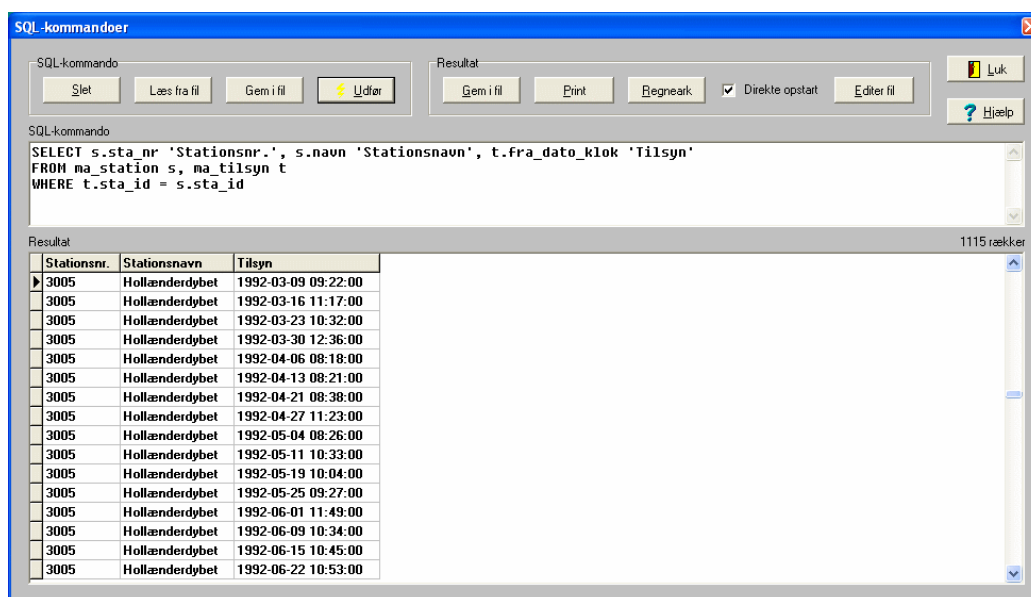 SQL-kommandoer
SQL-kommando
Resultat
Slet Læs fra fil Gem i fil Udfør Gem i fil Print Regneark Direkte opstart Editer fil Luk
Hjælp
SQL-kommando
SELECT s.sta_nr 'Stationsnr.', s.navn 'Stationsnavn', t.fra_dato_klok 'Tilsyn'
FROM ma_station s, ma_tilsyn t
WHERE t.sta_id = s.sta_id
Resultat 1115 rækker
Stationsnr. Stationsnavn Tilsyn
3005 Hollænderdybet 1992-03-09 09:22:00
3005 Hollænderdybet 1992-03-16 11:17:00
3005 Hollænderdybet 1992-03-23 10:32:00
3005 Hollænderdybet 1992-03-30 12:36:00
3005 Hollænderdybet 1992-04-06 08:18:00
3005 Hollænderdybet 1992-04-13 08:21:00
3005 Hollænderdybet 1992-04-21 08:38:00
3005 Hollænderdybet 1992-04-27 11:23:00
3005 Hollænderdybet 1992-05-04 08:26:00
3005 Hollænderdybet 1992-05-11 10:33:00
3005 Hollænderdybet 1992-05-19 10:04:00
3005 Hollænderdybet 1992-05-25 09:27:00
3005 Hollænderdybet 1992-06-01 11:49:00
3005 Hollænderdybet 1992-06-09 10:34:00
3005 Hollænderdybet 1992-06-15 10:45:00
3005 Hollænderdybet 1992-06-22 10:53:00